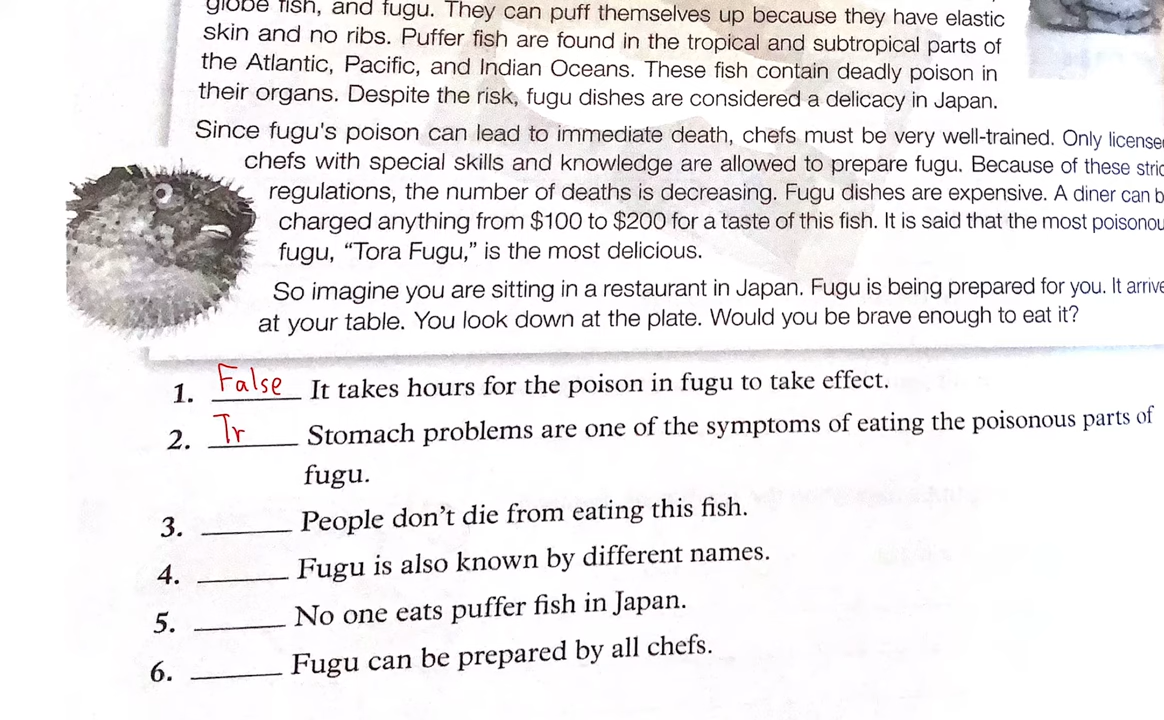 globe fish, and fugu. They can puff themselves up because they have elastic
skin and no ribs. Puffer fish are found in the tropical and subtropical parts of
the Atlantic, Pacific, and Indian Oceans. These fish contain deadly poison in
their organs. Despite the risk, fugu dishes are considered a delicacy in Japan.
Since fugu's poison can lead to immediate death, chefs must be very well-trained. Only license
chefs with special skills and knowledge are allowed to prepare fugu. Because of these stric
regulations, the number of deaths is decreasing. Fugu dishes are expensive. A diner can b
charged anything from $100 to $200 for a taste of this fish. It is said that the most poisonou
fugu, “Tora Fugu,” is the most delicious.
So imagine you are sitting in a restaurant in Japan. Fugu is being prepared for you. It arrive
at your table. You look down at the plate. Would you be brave enough to eat it?
1. False It takes hours for the poison in fugu to take effect.
2. Tr Stomach problems are one of the symptoms of eating the poisonous parts of
fugu.
3. ______ People don’t die from eating this fish.
4. ______ Fugu is also known by different names.
5. ______ No one eats puffer fish in Japan.
6. ______ Fugu can be prepared by all chefs.